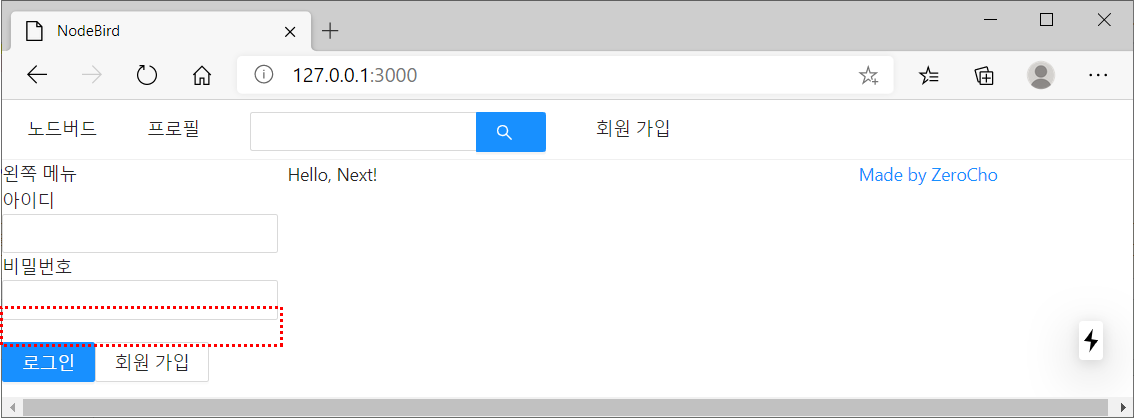 NodeBird
127.0.0.1:3000
노드버드 프로필 회원 가입
왼쪽 메뉴 Hello, Next! Made by ZeroCho
아이디
비밀번호
로그인 회원 가입